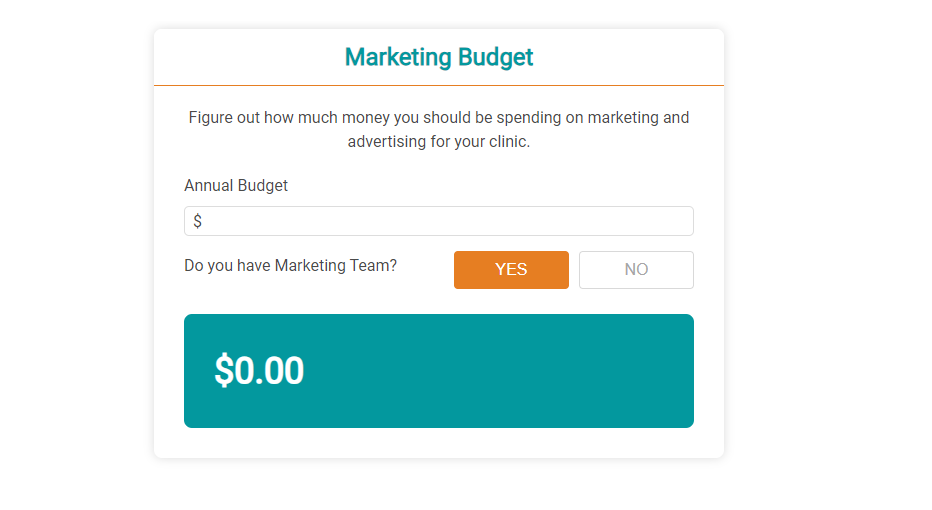 Marketing Budget
Figure out how much money you should be spending on marketing and
advertising for your clinic.
Annual Budget
$
Do you have Marketing Team?
YES
NO
$0.00